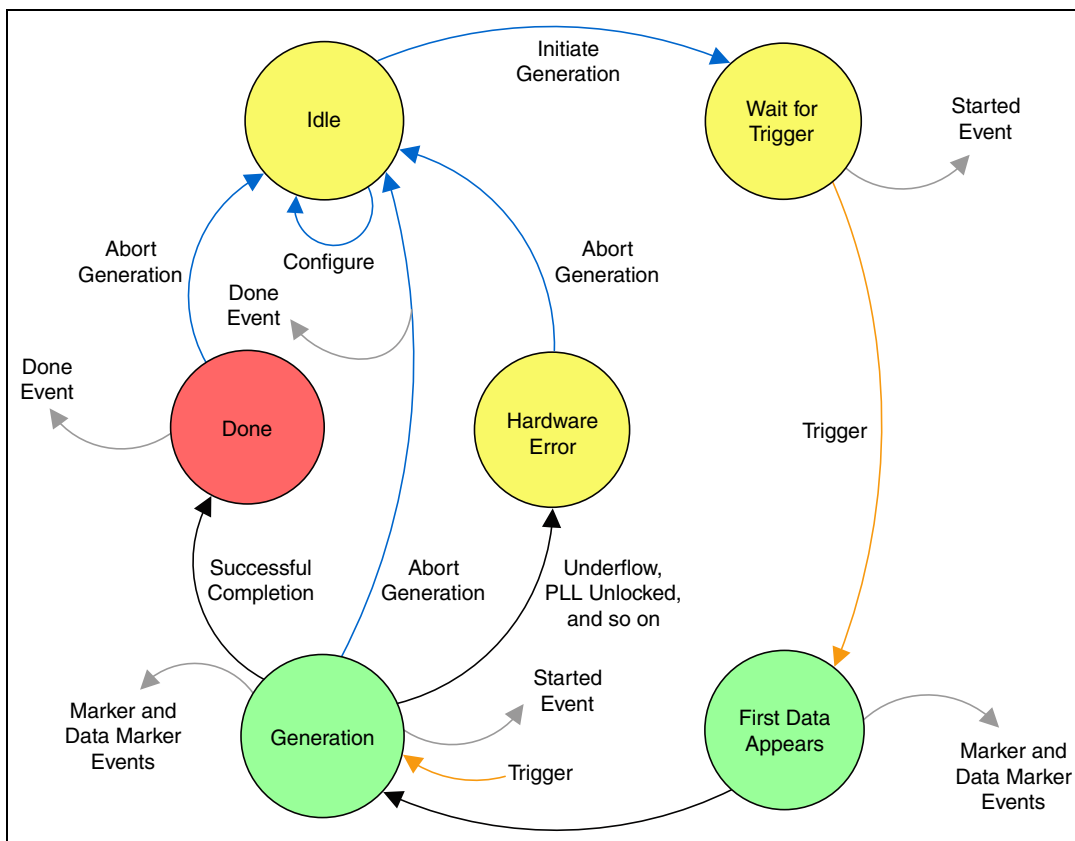 Initiate
Generation
Idle
Wait for
Trigger
Started
Event
Abort
Generation
Configure
Abort
Generation
Done
Event
Done
Event
Done
Hardware
Error
Trigger
Successful
Completion
Abort
Generation
Underflow,
PLL Unlocked,
and so on
Started
Event
Marker and
Data Marker
Events
Generation
First Data
Appears
Trigger
Marker and
Data Marker
Events